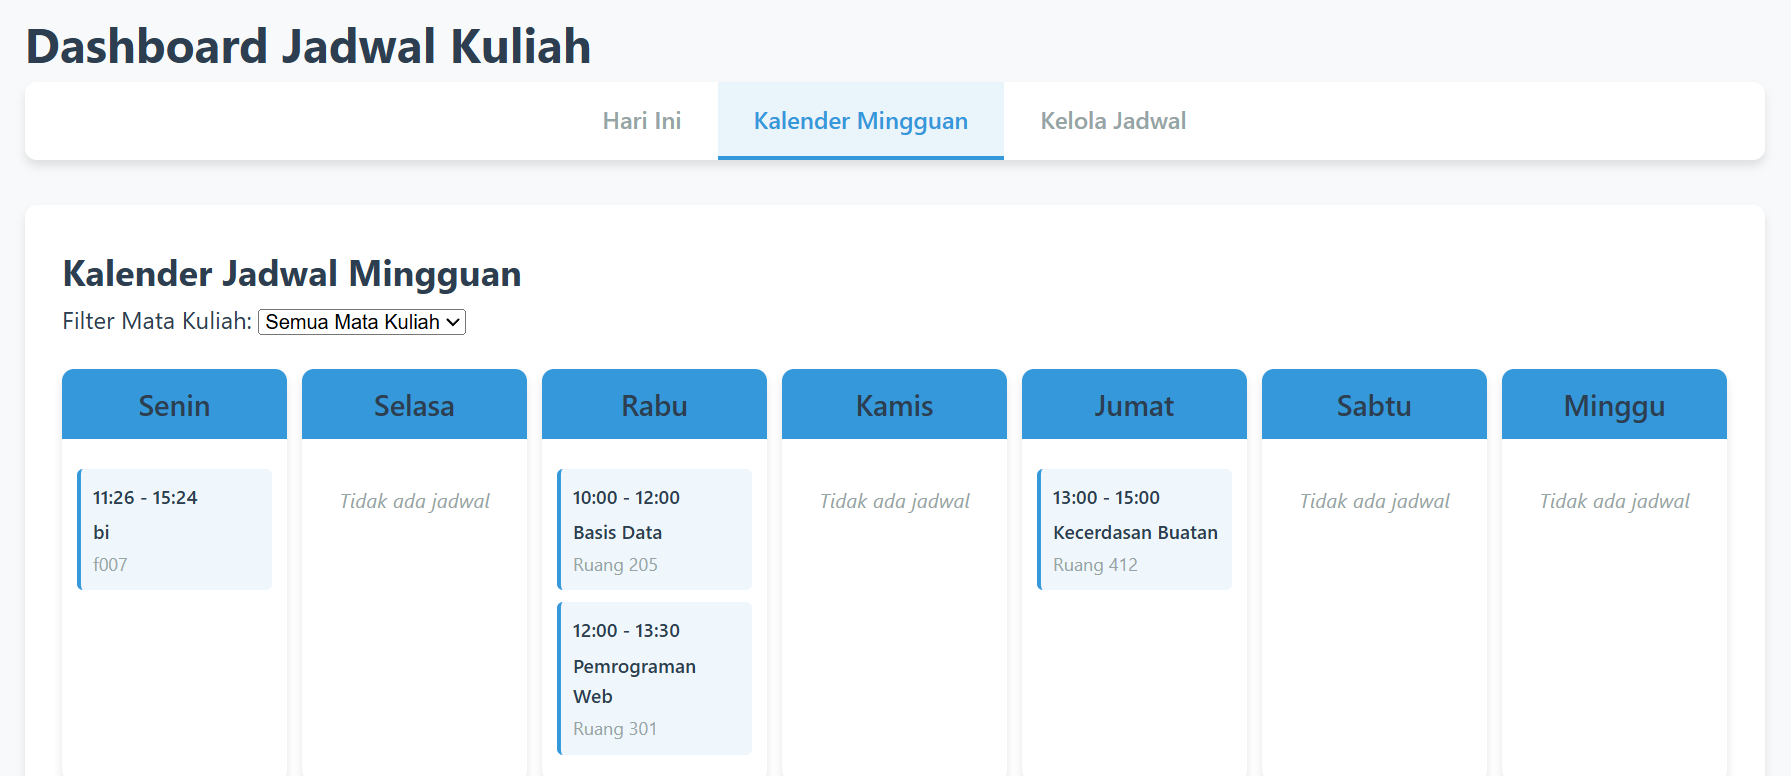 Dashboard Jadwal Kuliah
Hari Ini
Kalender Mingguan
Kelola Jadwal
Kalender Jadwal Mingguan
Filter Mata Kuliah: Semua Mata Kuliah
Senin
11:26 - 15:24
bi
f007
Selasa
Tidak ada jadwal
Rabu
10:00 - 12:00
Basis Data
Ruang 205
12:00 - 13:30
Pemrograman
Web
Ruang 301
Kamis
Tidak ada jadwal
Jumat
13:00 - 15:00
Kecerdasan Buatan
Ruang 412
Sabtu
Tidak ada jadwal
Minggu
Tidak ada jadwal